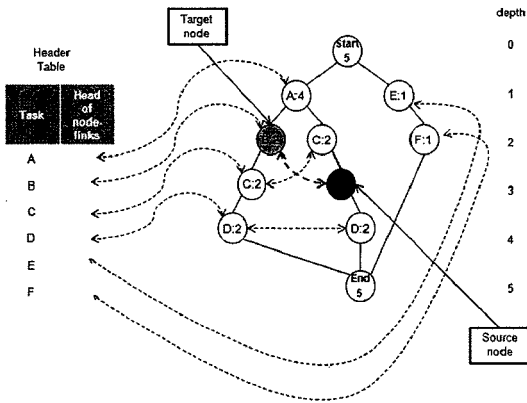 Target
node
depth
Header
Table
Task
Head
of
node-
links
A
B
C
D
E
F
Start
5
A:4
E:1
C:2
F:1
C:2
D:2
D:2
End
5
0
1
2
3
4
5
Source
node